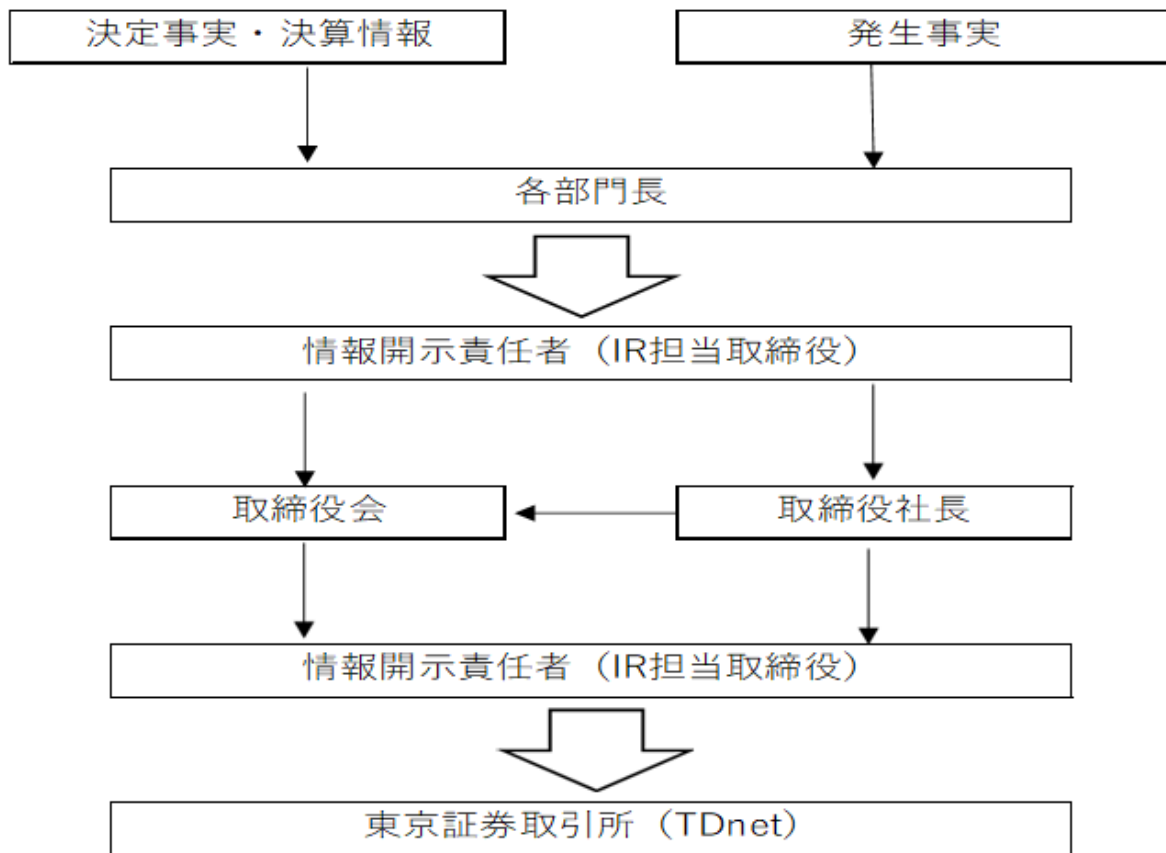 決定事実・決算情報
発生事実
各部門長
情報開示責任者（IR担当取締役）
取締役会
取締役社長
情報開示責任者（IR担当取締役）
東京証券取引所（TDnet）